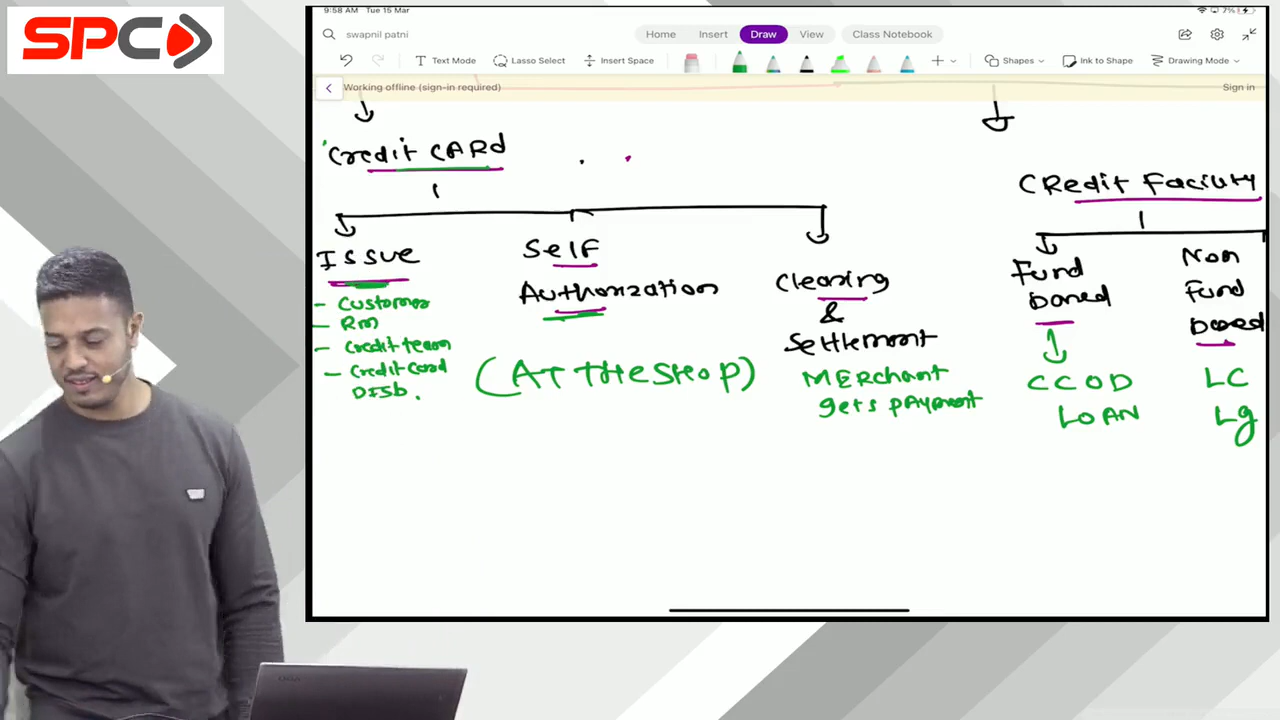 SPC
9:58 AM Tue 15 Mar
7%
swapnil patni
Home Insert Draw View Class Notebook
Text Mode Lasso Select Insert Space Shapes Ink to Shape Drawing Mode
Working offline (sign-in required) Sign in
Credit CARd
Issue
- Customer
- RM
- Credit team
- Credit Card
Disb.
Self
Authorization
(AT THE SHOP)
Clearing
&
Settlement
MERchant
gets PAyment
CRedit Facility
Fund
Based
CCOD
LOAN
Non
Fund
Based
LC
Lg